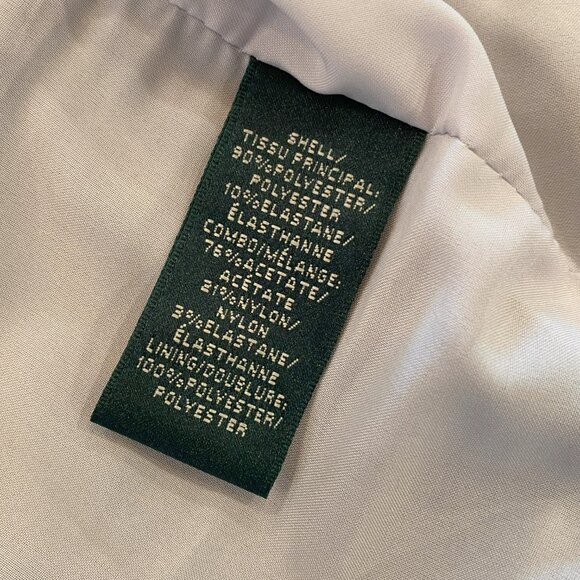 SHELL/
TISSU PRINCIPAL:
90%POLYESTER/
POLYESTER
10%ELASTANE/
ÉLASTHANNE
COMBO/MÉLANGE:
76%ACETATE/
ACÉTATE
21%NYLON/
NYLON
3%ELASTANE/
ÉLASTHANNE
LINING/DOUBLURE:
100%POLYESTER/
POLYESTER